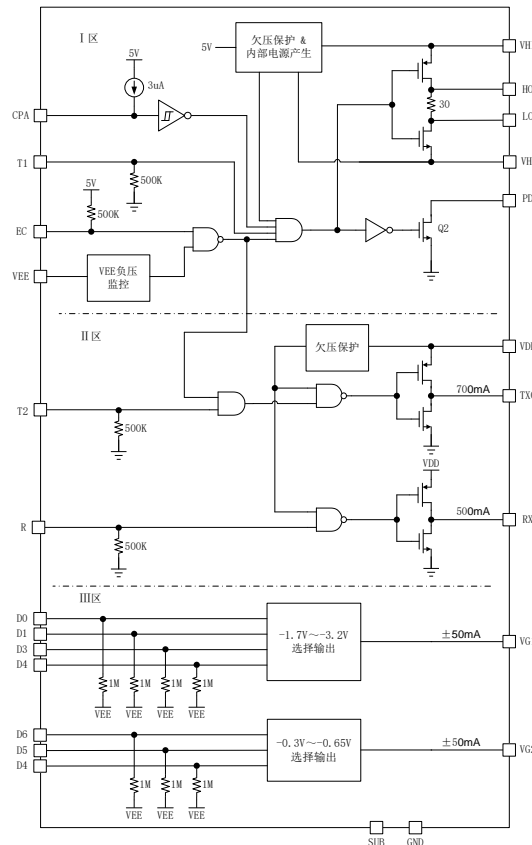 I 区
5V
欠压保护 &
内部电源产生
VH
5V
3uA
HO
30
CPA
LO
T1
VH
500K
5V
500K
PD
EC
Q2
VEE
VEE负压
监控
II 区
欠压保护
VDD
700mA
TXO
T2
500K
VDD
500mA
RX
R
500K
III区
D0
D1
D3
D4
-1.7V～-3.2V
选择输出
±50mA
VG
1M
1M
1M
1M
VEE
VEE
VEE
VEE
D6
D5
D4
-0.3V～-0.65V
选择输出
±50mA
VG2
1M
1M
1M
VEE
VEE
VEE
SUB
GND